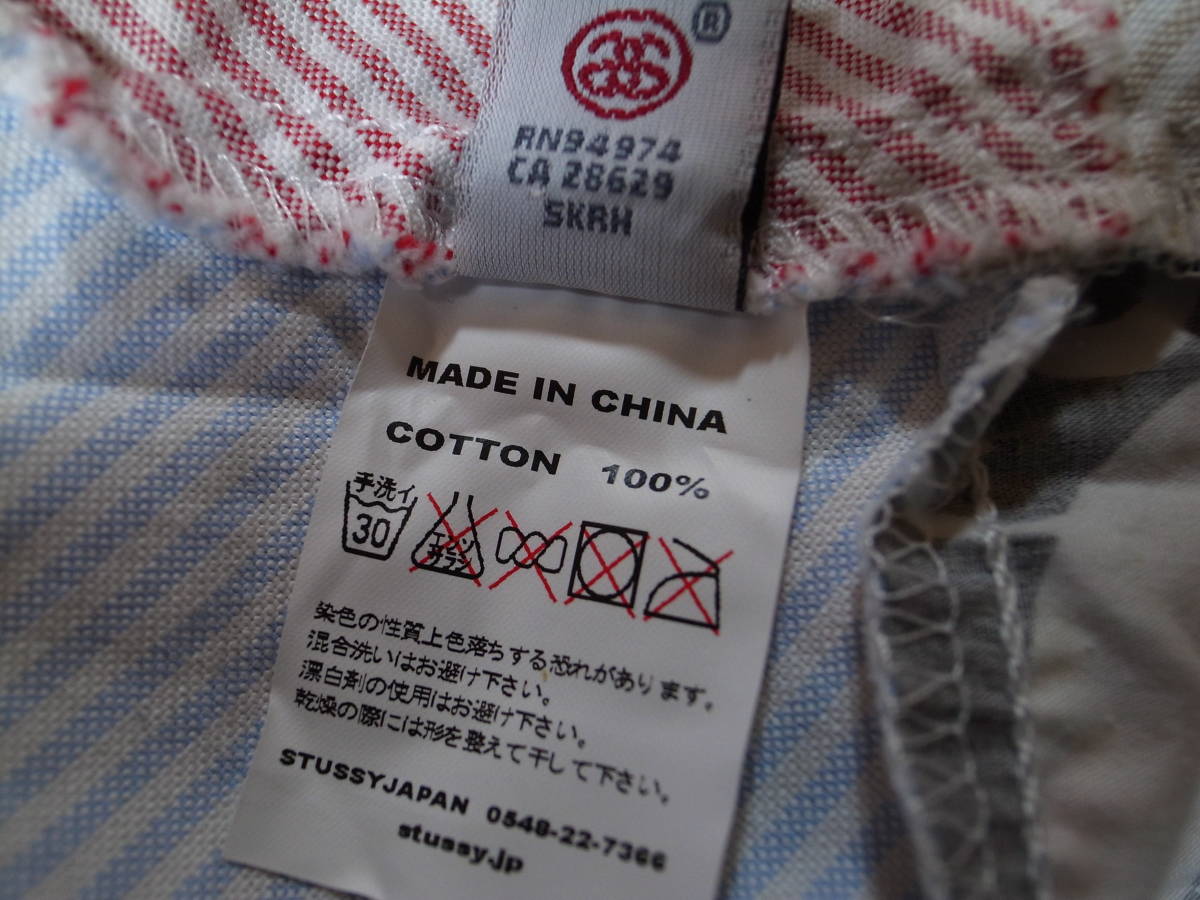 ®
RN94974
CA 28629
SKRH
MADE IN CHINA
COTTON 100%
手洗イ
30
エンソ
サラシ
染色の性質上色落ちする恐れがあります。
混合洗いはお避け下さい。
漂白剤の使用はお避け下さい。
乾燥の際には形を整えて干して下さい。
STUSSYJAPAN 0548-22-7366
stussy.jp